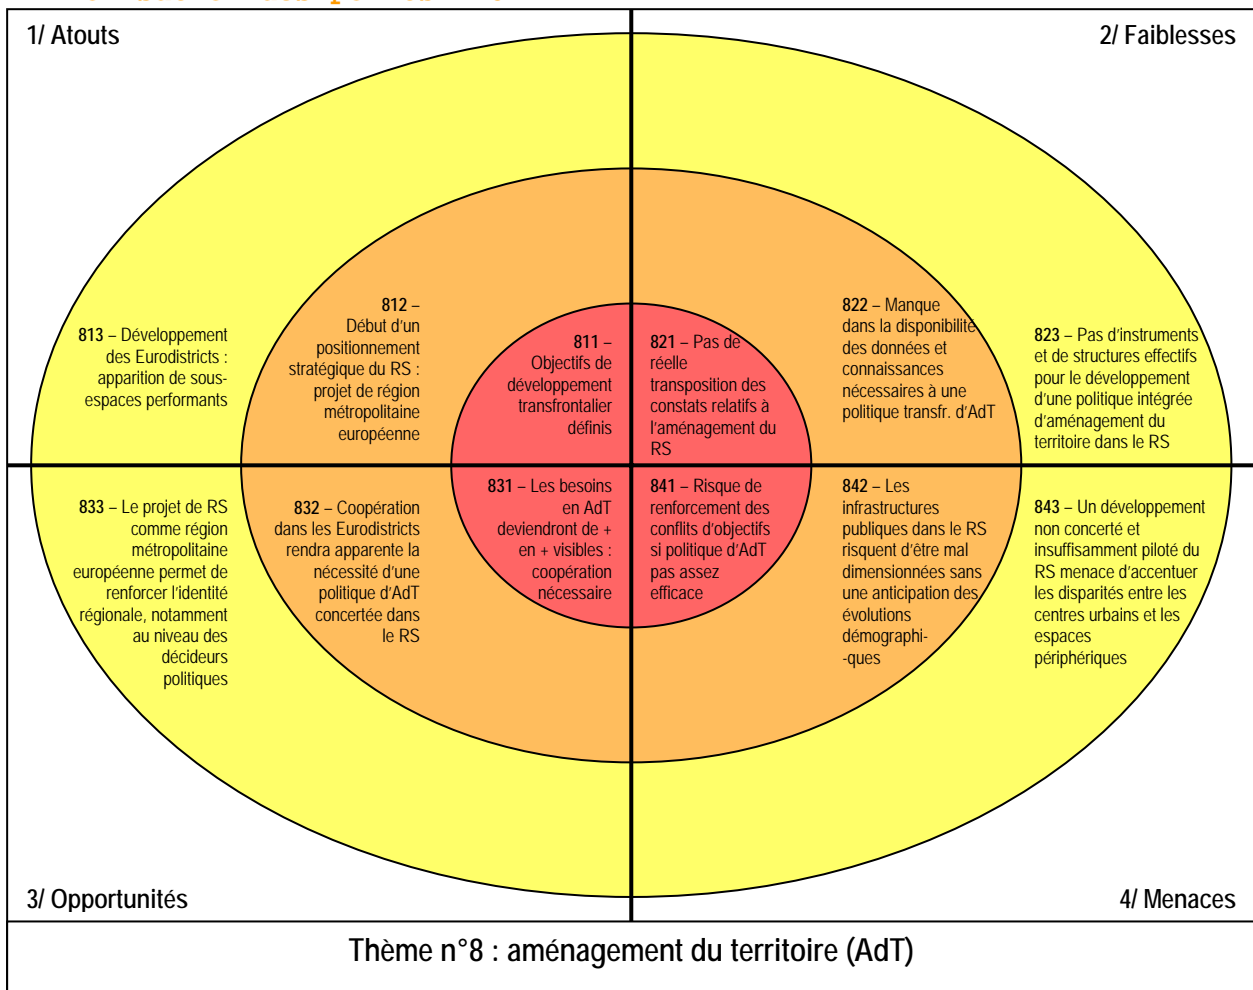 1/ Atouts
2/ Faiblesses
813 – Développement
des Eurodistricts :
apparition de sous-
espaces performants
812 –
Début d'un
positionnement
stratégique du RS :
projet de région
métropolitaine
européenne
811 –
Objectifs de
développement
transfrontalier
définis
821 – Pas de
réelle
transposition des
constats relatifs à
l'aménagement du
RS
822 – Manque
dans la disponibilité
des données et
connaissances
nécessaires à une
politique transfr. d'AdT
823 – Pas d'instruments
et de structures effectifs
pour le développement
d'une politique intégrée
d'aménagement du
territoire dans le RS
833 – Le projet de RS
comme région
métropolitaine
européenne permet de
renforcer l'identité
régionale, notamment
au niveau des
décideurs
politiques
832 – Coopération
dans les Eurodistricts
rendra apparente la
nécessité d'une
politique d'AdT
concertée dans
le RS
831 – Les besoins
en AdT
deviendront de +
en + visibles :
coopération
nécessaire
841 – Risque de
renforcement des
conflits d'objectifs
si politique d'AdT
pas assez
efficace
842 – Les
infrastructures
publiques dans le RS
risquent d'être mal
dimensionnées sans
une anticipation des
évolutions
démographi-
-ques
843 – Un développement
non concerté et
insuffisamment piloté du
RS menace d'accentuer
les disparités entre les
centres urbains et les
espaces
périphériques
3/ Opportunités
4/ Menaces
Thème n°8 : aménagement du territoire (AdT)